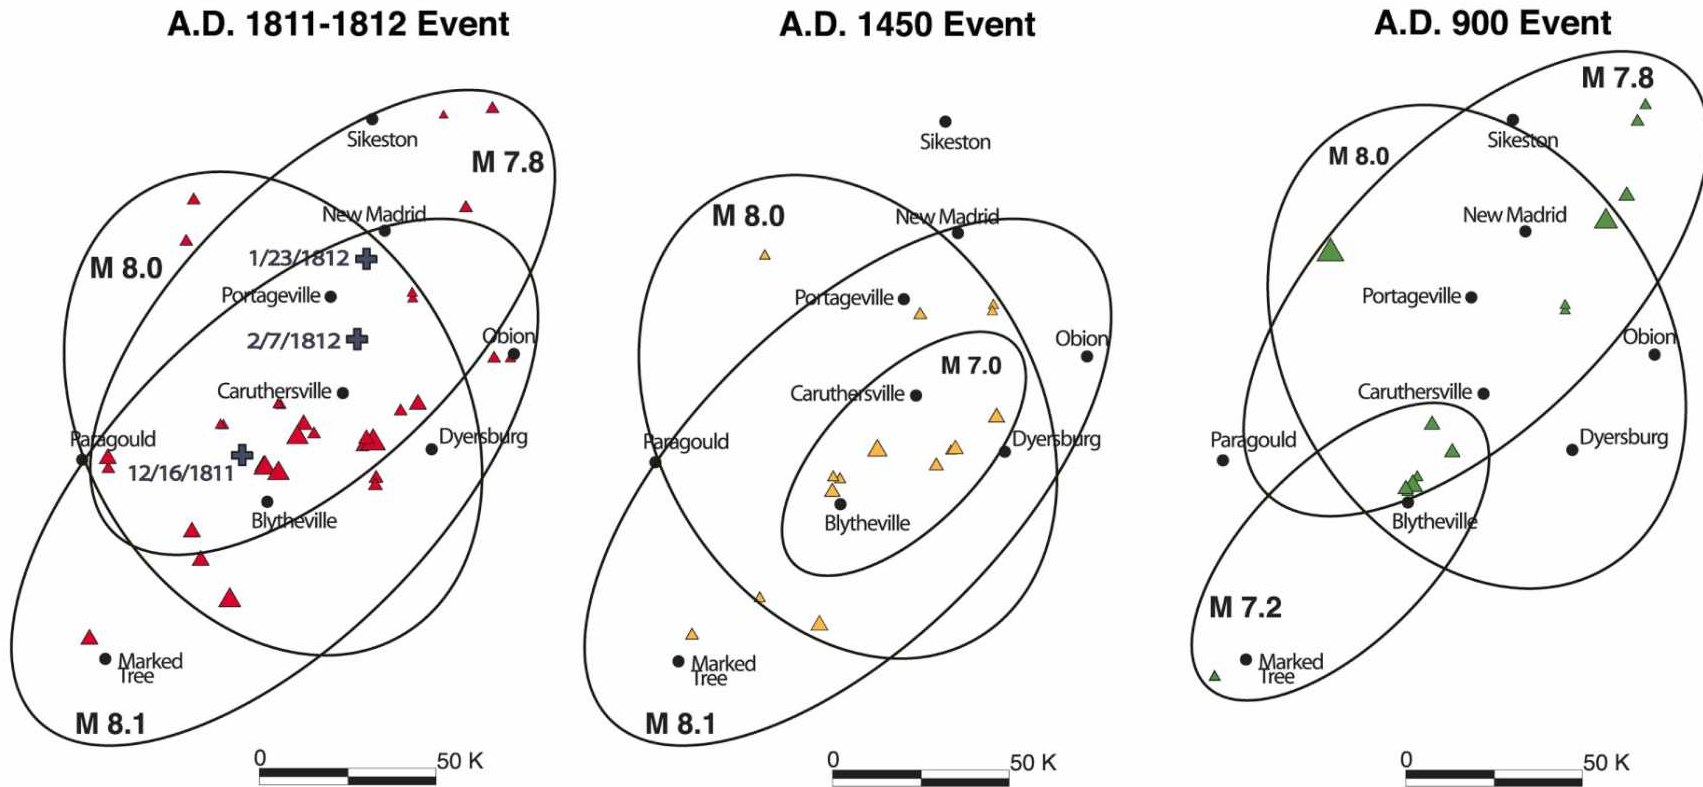 A.D. 1811-1812 Event
Sikeston
M 7.8
New Madrid
M 8.0
1/23/1812
Portageville
2/7/1812
Obion
Caruthersville
Paragould
Dyersburg
12/16/1811
Blytheville
Marked
Tree
M 8.1
0
50 K
A.D. 1450 Event
Sikeston
M 8.0
New Madrid
Portageville
Obion
M 7.0
Caruthersville
Paragould
Dyersburg
Blytheville
Marked
Tree
M 8.1
0
50 K
A.D. 900 Event
M 7.8
Sikeston
M 8.0
New Madrid
Portageville
Obion
Caruthersville
Paragould
Dyersburg
Blytheville
M 7.2
Marked
Tree
0
50 K